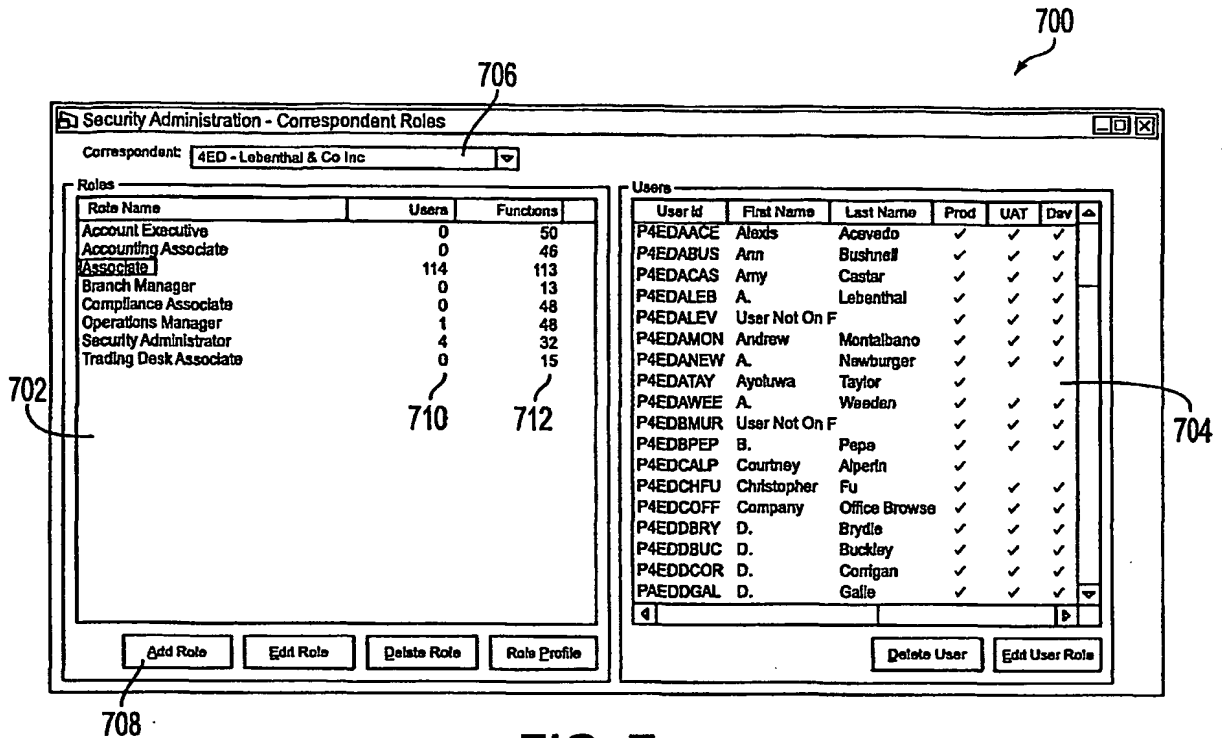 700
706
Security Administration - Correspondent Roles
Correspondent: 4ED - Lebenthal & Co Inc
Roles
Role Name Users Functions
Account Executive 0 50
Accounting Associate 0 46
Associate 114 113
Branch Manager 0 13
Compliance Associate 0 48
Operations Manager 1 48
Security Administrator 4 32
Trading Desk Associate 0 15
702
710
712
Add Role
Edit Role
Delete Role
Role Profile
708
Users
User Id First Name Last Name Prod UAT Dev
P4EDAACE Alexis Acevedo ✓ ✓ ✓
P4EDABUS Ann Bushnell ✓ ✓ ✓
P4EDACAS Amy Castar ✓ ✓ ✓
P4EDALEB A. Lebenthal ✓ ✓ ✓
P4EDALEV User Not On F ✓ ✓ ✓
P4EDAMON Andrew Montalbano ✓ ✓ ✓
P4EDANEW A. Newburger ✓ ✓ ✓
P4EDATAY Ayoluwa Taylor ✓
P4EDAWEE A. Weeden ✓ ✓ ✓
P4EDBMUR User Not On F ✓ ✓ ✓
P4EDBPEP B. Pepe ✓ ✓ ✓
P4EDCALP Courtney Alperin ✓
P4EDCHFU Christopher Fu ✓ ✓ ✓
P4EDCOFF Company Office Browse ✓ ✓ ✓
P4EDDBRY D. Brydie ✓ ✓ ✓
P4EDDBUC D. Buckley ✓ ✓ ✓
P4EDDCOR D. Corrigan ✓ ✓ ✓
PAEDDGAL D. Galle ✓ ✓ ✓
704
Delete User
Edit User Role